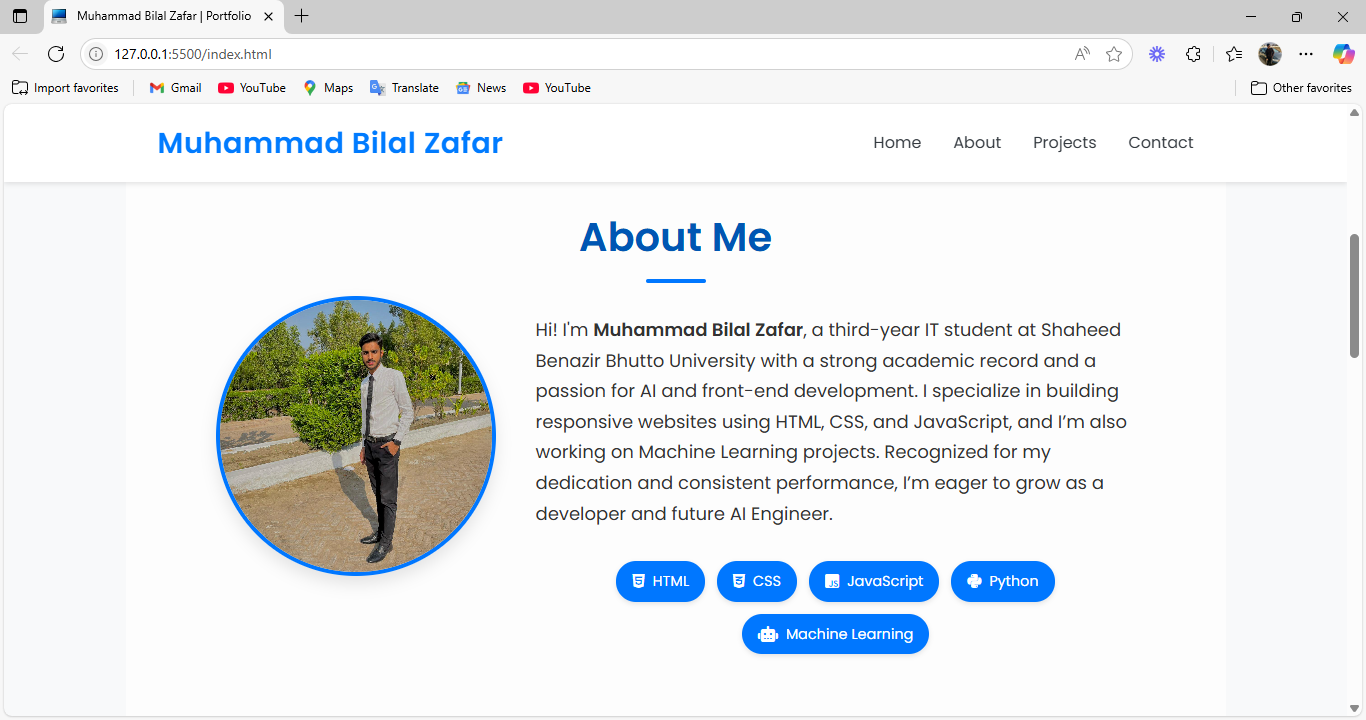 Muhammad Bilal Zafar | Portfolio
127.0.0.1:5500/index.html
Import favorites
Gmail
YouTube
Maps
Translate
News
YouTube
Other favorites
Muhammad Bilal Zafar
Home
About
Projects
Contact
About Me
Hi! I'm Muhammad Bilal Zafar, a third-year IT student at Shaheed
Benazir Bhutto University with a strong academic record and a
passion for AI and front-end development. I specialize in building
responsive websites using HTML, CSS, and JavaScript, and I’m also
working on Machine Learning projects. Recognized for my
dedication and consistent performance, I’m eager to grow as a
developer and future AI Engineer.
HTML
CSS
JavaScript
Python
Machine Learning